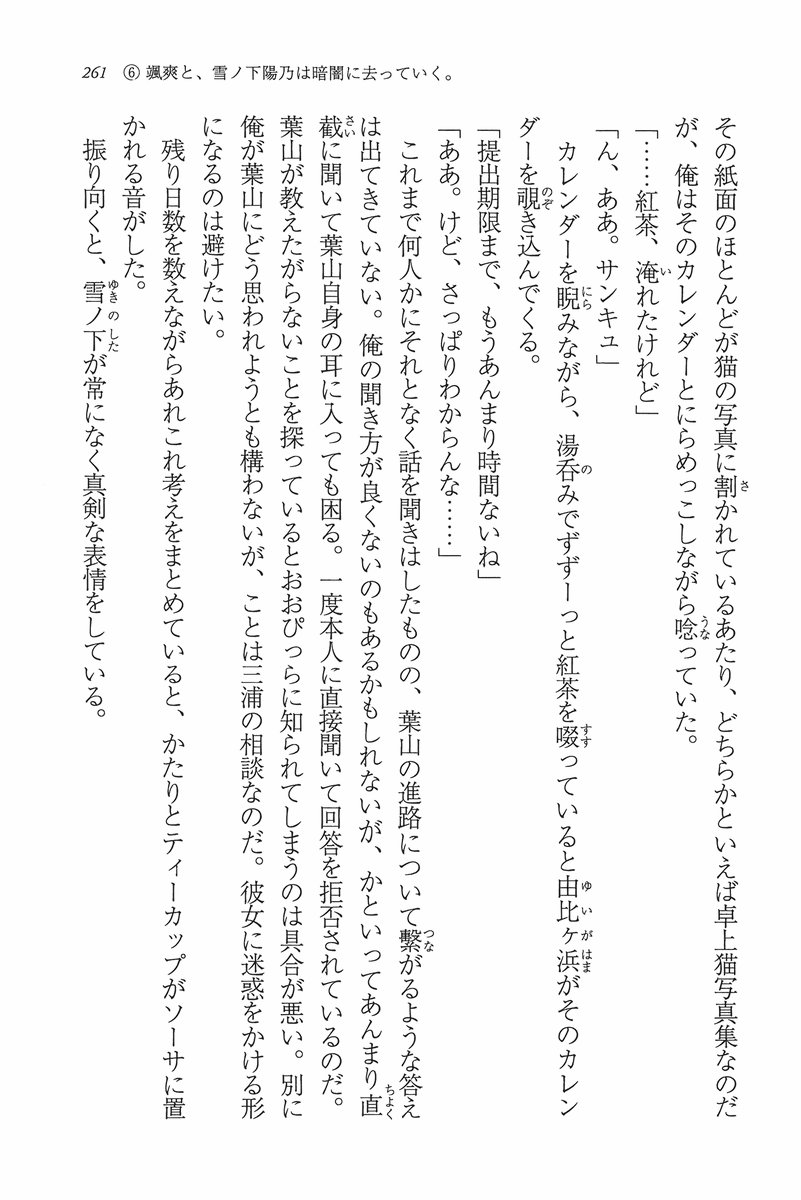 261 ⑥ 颯爽と、雪ノ下陽乃は暗闇に去っていく。
その紙面のほとんどが猫の写真に割かれているあたり、どちらかといえば卓上猫写真集なのだ
が、俺はそのカレンダーとにらめっこしながら唸っていた。
「……紅茶、淹れたけれど」
「ん、ああ。サンキュ」
カレンダーを睨みながら、湯呑みでずずーっと紅茶を啜っていると由比ヶ浜がそのカレン
ダーを覗き込んでくる。
「提出期限まで、もうあんまり時間ないね」
「ああ。けど、さっぱりわからんな……」
これまで何人かにそれとなく話を聞きはしたものの、葉山の進路について繫がるような答え
は出てきていない。俺の聞き方が良くないのもあるかもしれないが、かといってあんまり直
截に聞いて葉山自身の耳に入っても困る。一度本人に直接聞いて回答を拒否されているのだ。
葉山が教えたがらないことを探っているとおおぴっらに知られてしまうのは具合が悪い。別に
俺が葉山にどう思われようとも構わないが、ことは三浦の相談なのだ。彼女に迷惑をかける形
になるのは避けたい。
残り日数を数えながらあれこれ考えをまとめていると、かたりとティーカップがソーサに置
かれる音がした。
振り向くと、雪ノ下が常になく真剣な表情をしている。